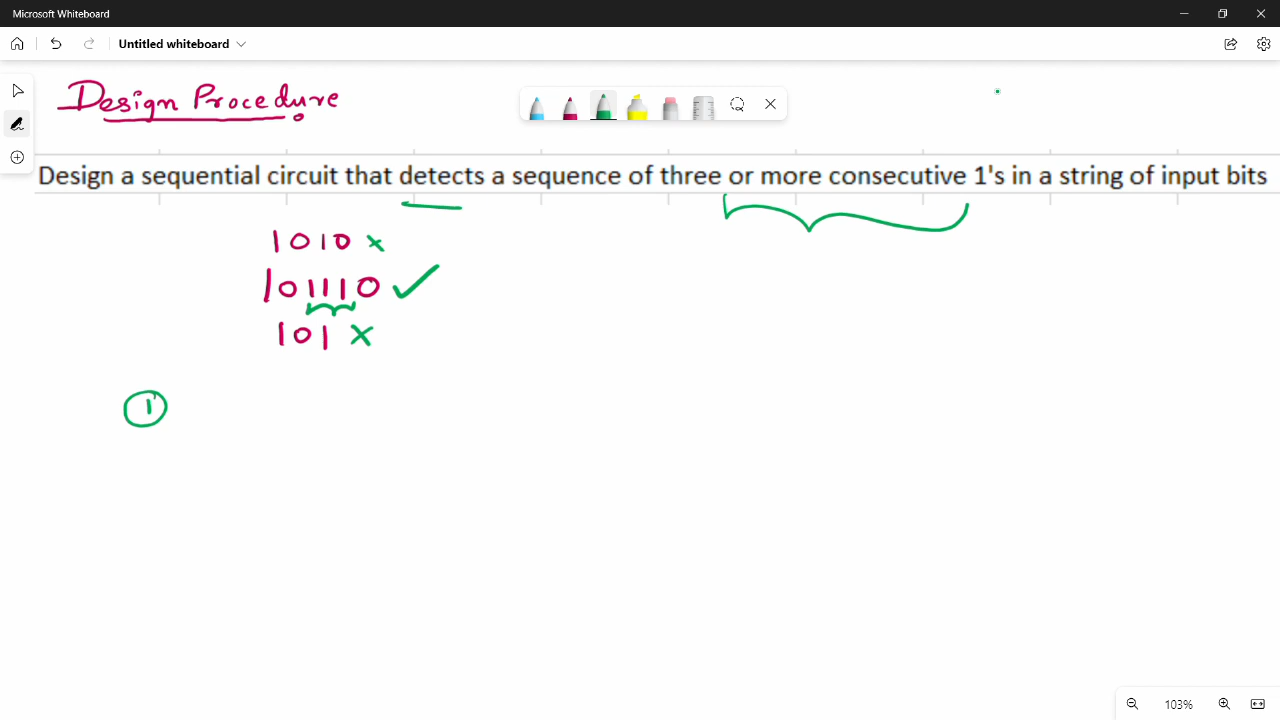 Microsoft Whiteboard
Untitled whiteboard
Design Procedure
Design a sequential circuit that detects a sequence of three or more consecutive 1's in a string of input bits
1010 x
101110 ✓
101 x
1
103%